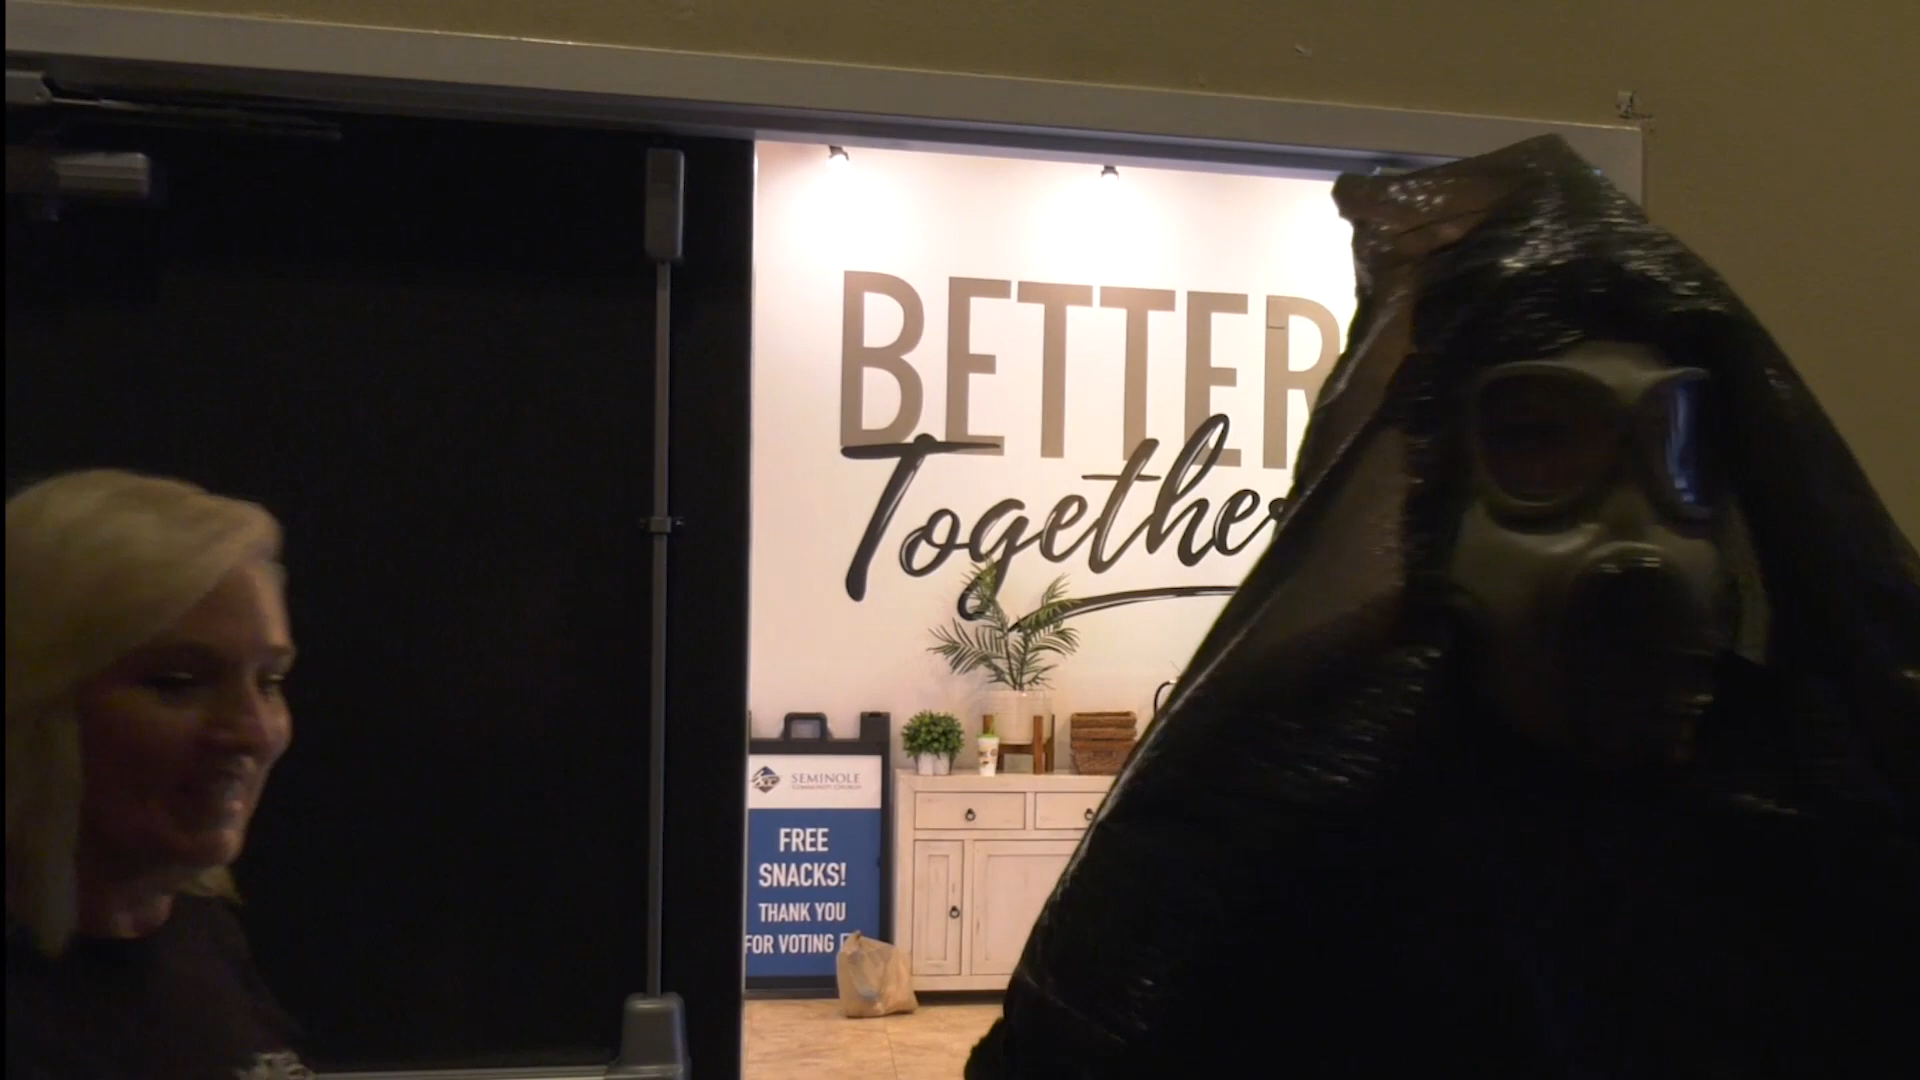 BETTER
Together
SEMINOLE
COMMUNITY CHURCH
FREE
SNACKS!
THANK YOU
FOR VOTING